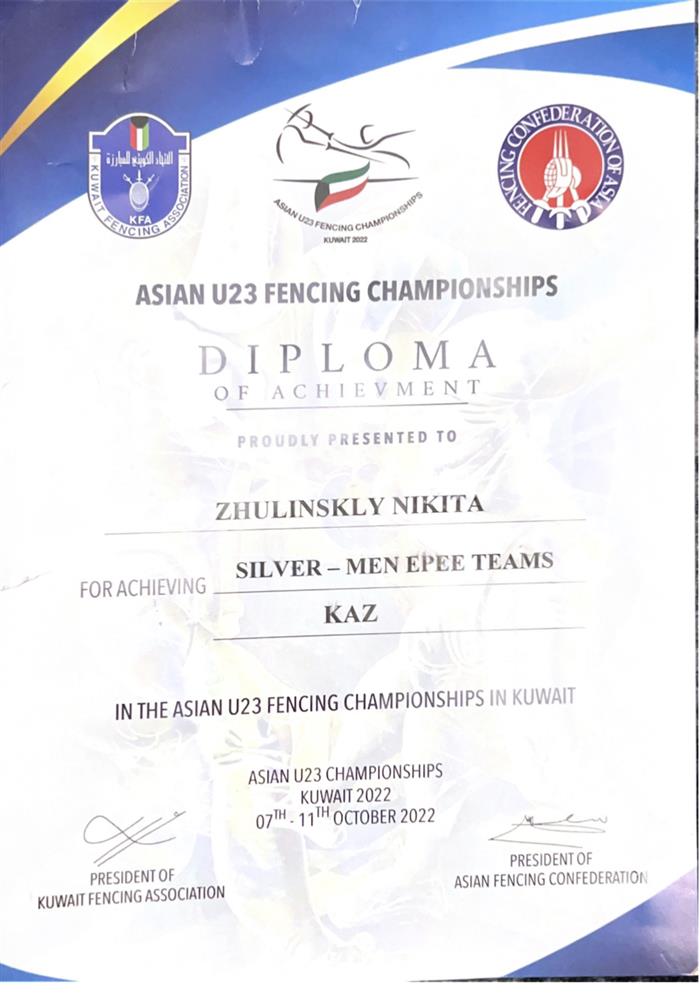 الاتحاد الكويتي للمبارزة
KFA
KUWAIT FENCING ASSOCIATION
ASIAN U23 FENCING CHAMPIONSHIPS
KUWAIT 2022
FENCING CONFEDERATION OF ASIA
ASIAN U23 FENCING CHAMPIONSHIPS
DIPLOMA
OF ACHIEVMENT
PROUDLY PRESENTED TO
ZHULINSKLY NIKITA
FOR ACHIEVING SILVER – MEN EPEE TEAMS
KAZ
IN THE ASIAN U23 FENCING CHAMPIONSHIPS IN KUWAIT
ASIAN U23 CHAMPIONSHIPS
KUWAIT 2022
07TH - 11TH OCTOBER 2022
PRESIDENT OF
KUWAIT FENCING ASSOCIATION
PRESIDENT OF
ASIAN FENCING CONFEDERATION